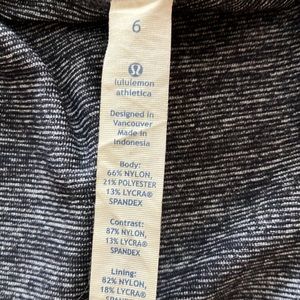 6
lululemon
athletica
Designed in
Vancouver
Made in
Indonesia
Body:
66% NYLON,
21% POLYESTER
13% LYCRA®
SPANDEX
Contrast:
87% NYLON,
13% LYCRA®
SPANDEX
Lining:
82% NYLON,
18% LYCRA®
SPANDEX